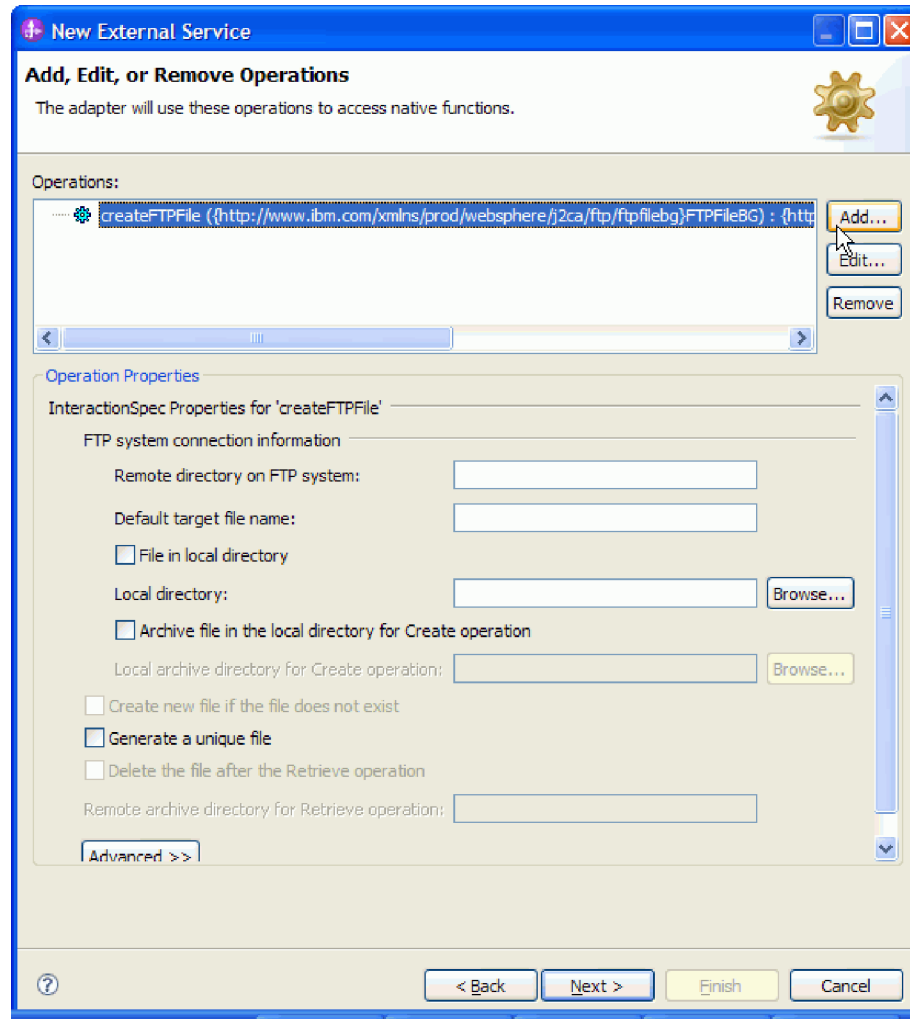 New External Service
Add, Edit, or Remove Operations
The adapter will use these operations to access native functions.
Operations:
createFTPFile ({http://www.ibm.com/xmlns/prod/websphere/j2ca/ftp/ftpfilebg}FTPFileBG) : {http
Add...
Edit...
Remove
Operation Properties
InteractionSpec Properties for 'createFTPFile'
FTP system connection information
Remote directory on FTP system:
Default target file name:
File in local directory
Local directory:
Browse...
Archive file in the local directory for Create operation
Local archive directory for Create operation:
Browse...
Create new file if the file does not exist
Generate a unique file
Delete the file after the Retrieve operation
Remote archive directory for Retrieve operation:
Advanced >>
?
< Back
Next >
Finish
Cancel